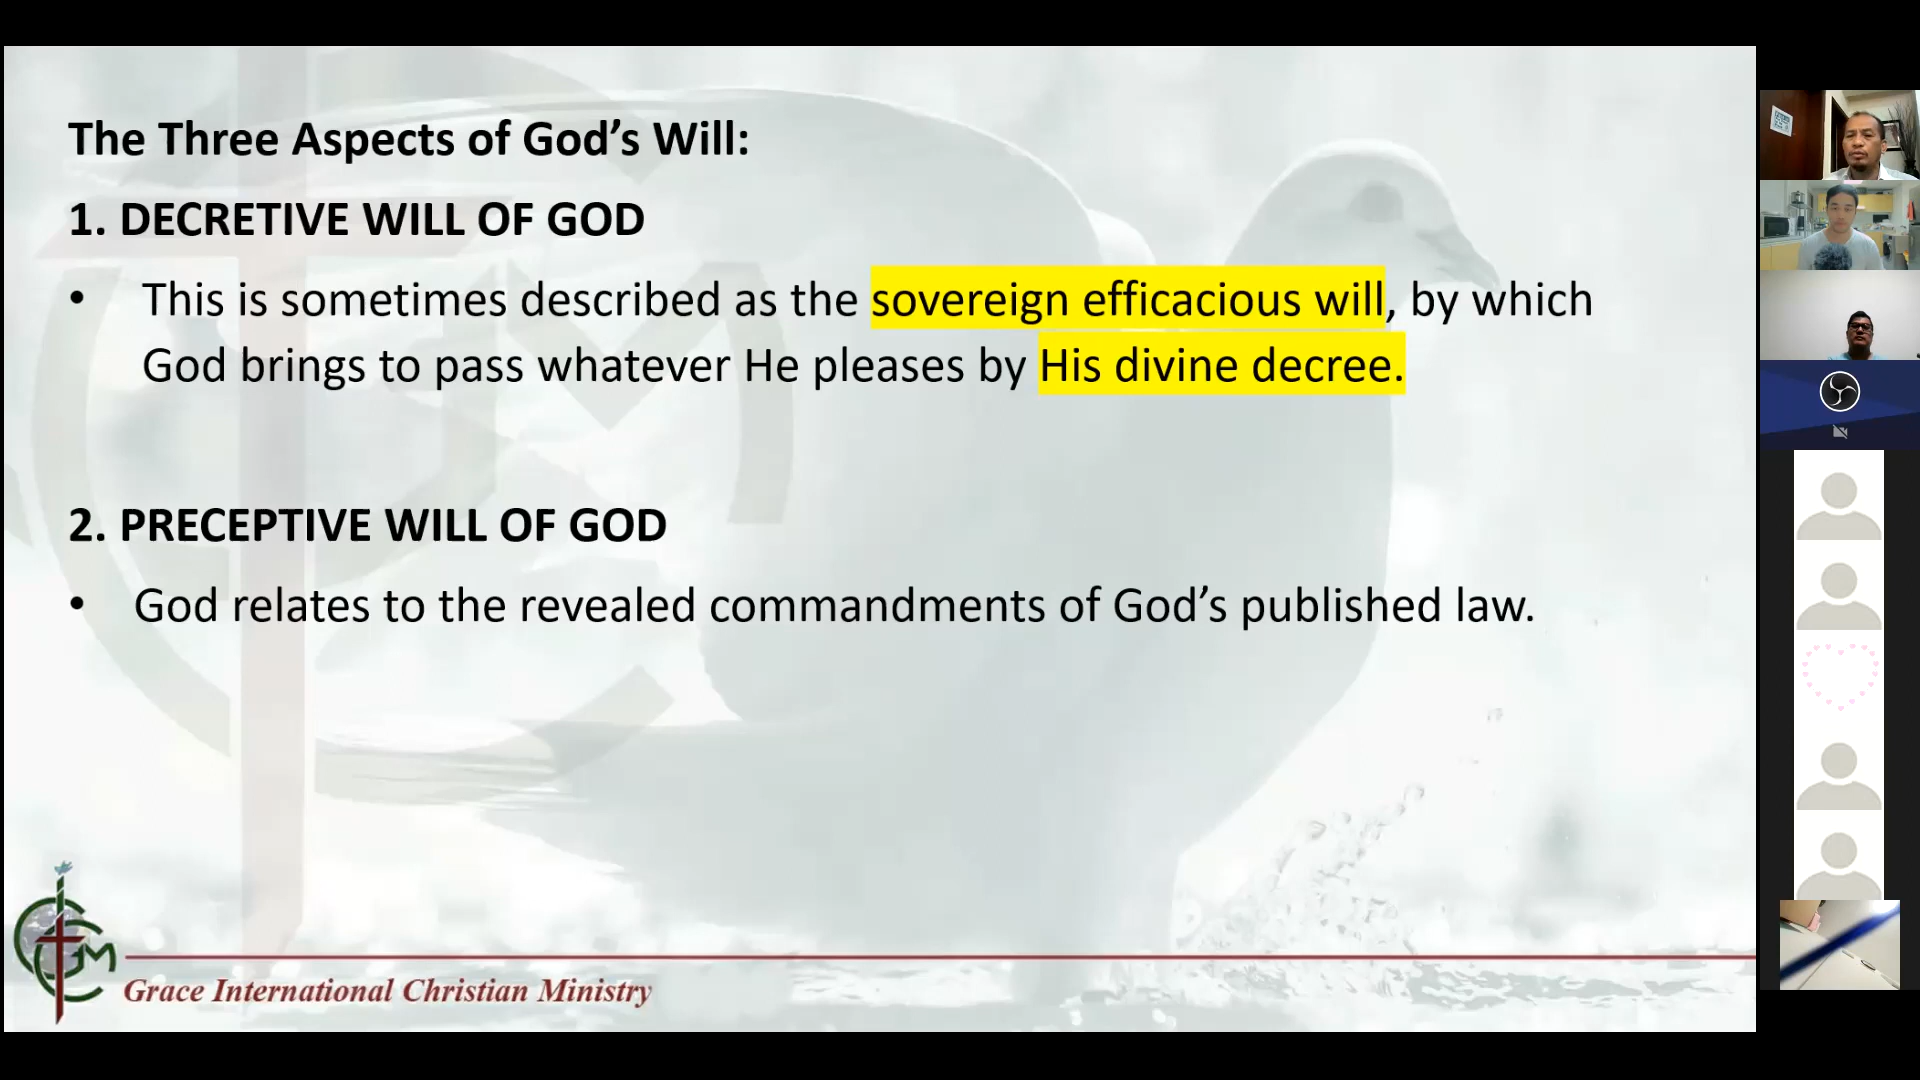 The Three Aspects of God’s Will:
1. DECRETIVE WILL OF GOD
• This is sometimes described as the sovereign efficacious will, by which
God brings to pass whatever He pleases by His divine decree.
2. PRECEPTIVE WILL OF GOD
• God relates to the revealed commandments of God’s published law.
Grace International Christian Ministry